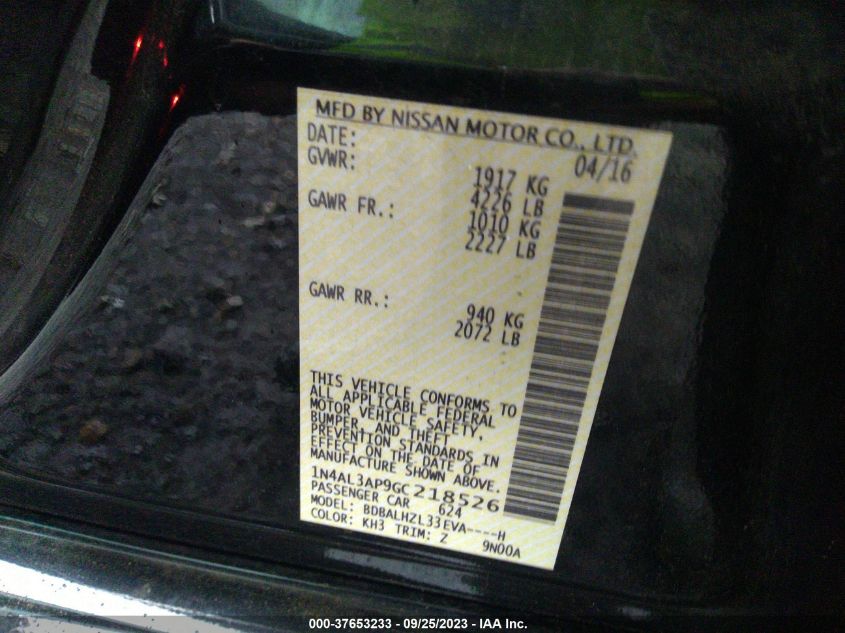 MFD BY NISSAN MOTOR CO., LTD.
DATE: 04/16
GVWR: 1917 KG
4226 LB
GAWR FR.: 1010 KG
2227 LB
GAWR RR.: 940 KG
2072 LB
THIS VEHICLE CONFORMS TO
ALL APPLICABLE FEDERAL
MOTOR VEHICLE SAFETY,
BUMPER, AND THEFT
PREVENTION STANDARDS IN
EFFECT ON THE DATE OF
MANUFACTURE SHOWN ABOVE.
1N4AL3AP9GC218526
PASSENGER CAR 624
MODEL: BDBALHZL33EVA----H
COLOR: KH3 TRIM: Z 9N00A
000-37653233 - 09/25/2023 - IAA Inc.